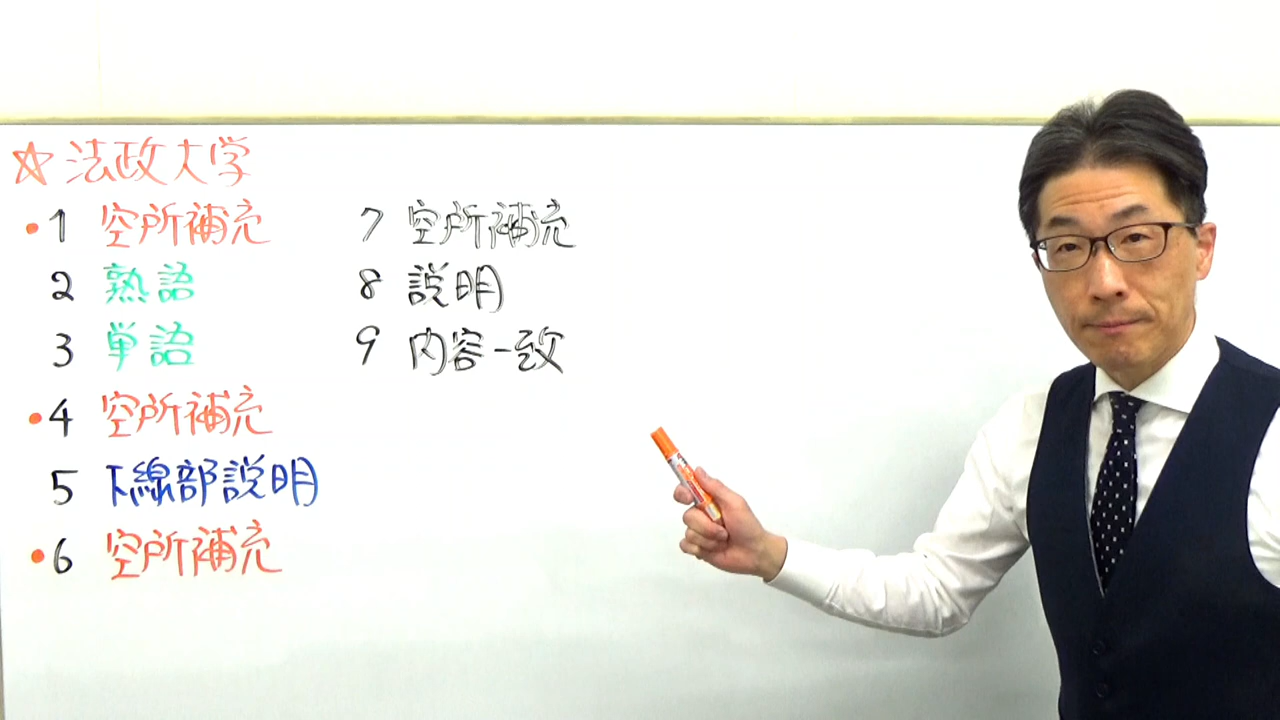 ☆法政大学
・1 空所補充
2 熟語
3 単語
・4 空所補充
5 下線部説明
・6 空所補充
7 空所補充
8 説明
9 内容一致